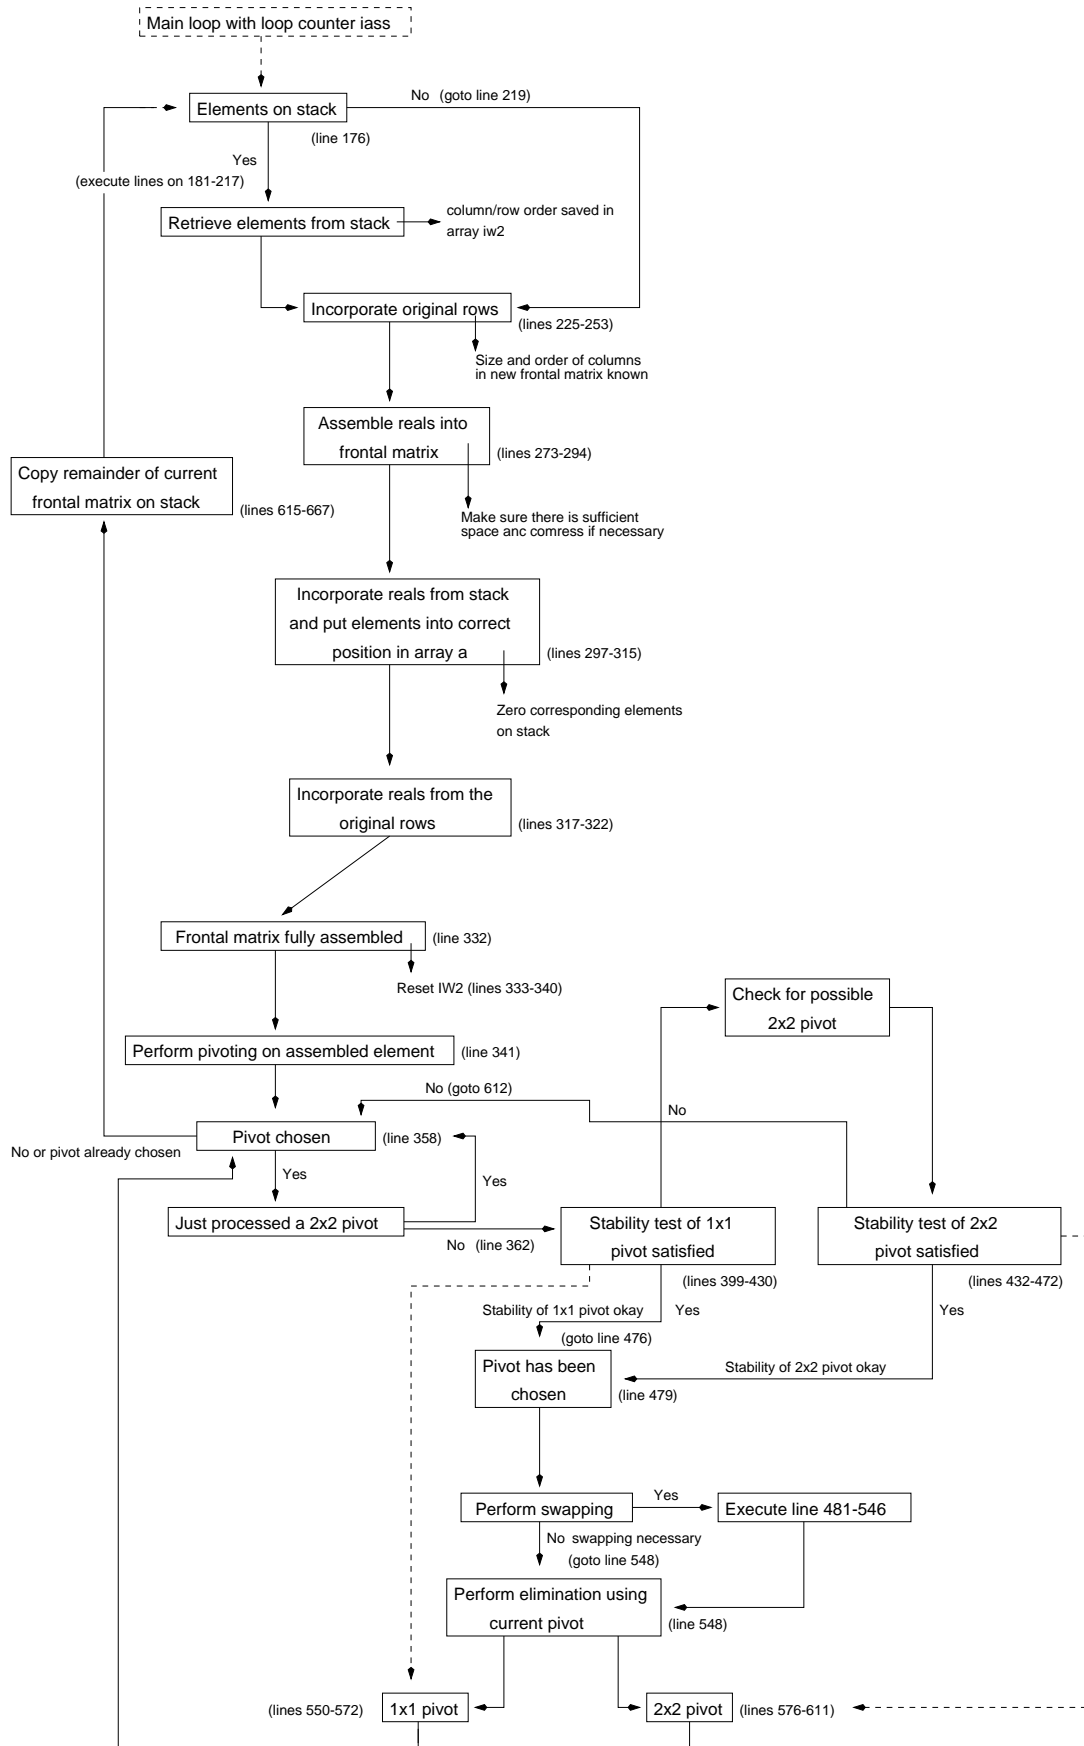 Main loop with loop counter iass
No (goto line 219)
Elements on stack
(line 176)
Yes
(execute lines on 181-217)
Retrieve elements from stack
column/row order saved in
array iw2
Incorporate original rows
(lines 225-253)
Size and order of columns
in new frontal matrix known
Assemble reals into
frontal matrix
(lines 273-294)
Copy remainder of current
frontal matrix on stack
(lines 615-667)
Make sure there is sufficient
space anc comress if necessary
Incorporate reals from stack
and put elements into correct
position in array a
(lines 297-315)
Zero corresponding elements
on stack
Incorporate reals from the
original rows
(lines 317-322)
Frontal matrix fully assembled
(line 332)
Reset IW2 (lines 333-340)
Check for possible
2x2 pivot
Perform pivoting on assembled element
(line 341)
No (goto 612)
No
Pivot chosen
(line 358)
No or pivot already chosen
Yes
Yes
Just processed a 2x2 pivot
No (line 362)
Stability test of 1x1
pivot satisfied
(lines 399-430)
Stability test of 2x2
pivot satisfied
(lines 432-472)
Stability of 1x1 pivot okay
Yes
Yes
(goto line 476)
Pivot has been
chosen
(line 479)
Stability of 2x2 pivot okay
Perform swapping
Yes
Execute line 481-546
No swapping necessary
(goto line 548)
Perform elimination using
current pivot
(line 548)
(lines 550-572)
1x1 pivot
2x2 pivot
(lines 576-611)